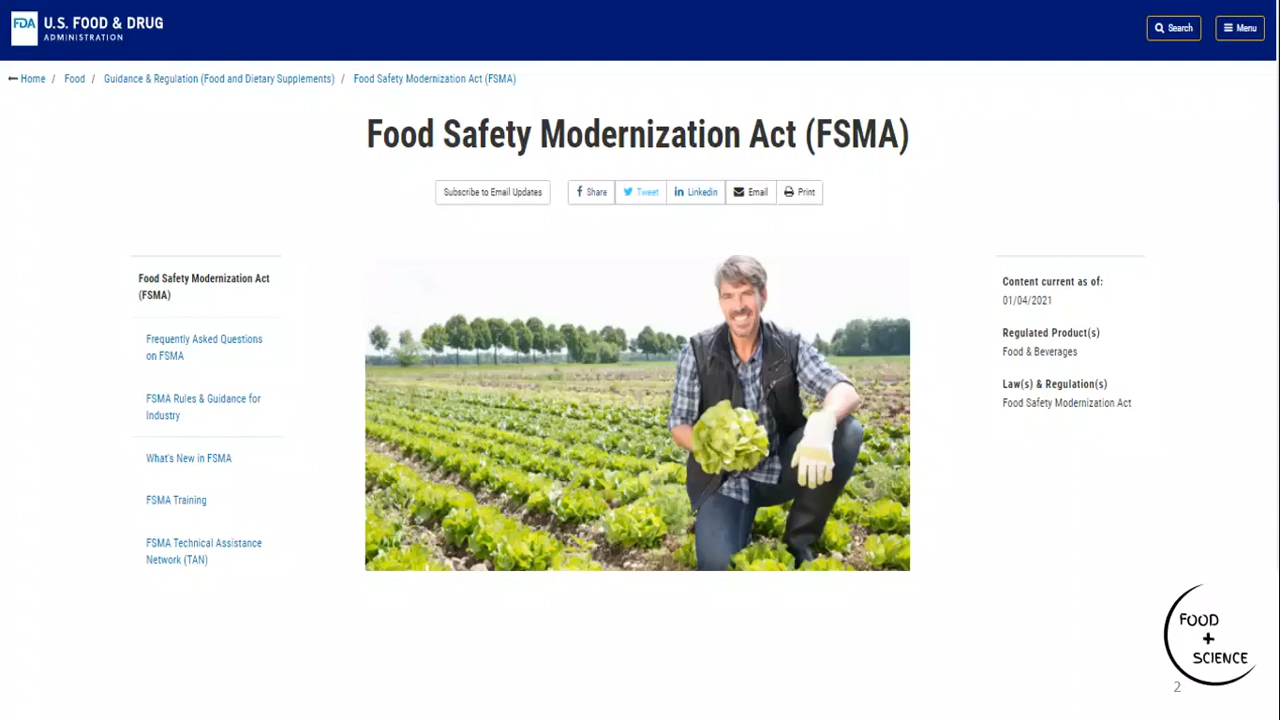 FDA U.S. FOOD & DRUG
ADMINISTRATION
Search
Menu
Home / Food / Guidance & Regulation (Food and Dietary Supplements) / Food Safety Modernization Act (FSMA)
Food Safety Modernization Act (FSMA)
Subscribe to Email Updates
Share
Tweet
Linkedin
Email
Print
Food Safety Modernization Act
(FSMA)
Frequently Asked Questions
on FSMA
FSMA Rules & Guidance for
Industry
What's New in FSMA
FSMA Training
FSMA Technical Assistance
Network (TAN)
Content current as of:
01/04/2021
Regulated Product(s)
Food & Beverages
Law(s) & Regulation(s)
Food Safety Modernization Act
FOOD
+
SCIENCE
2